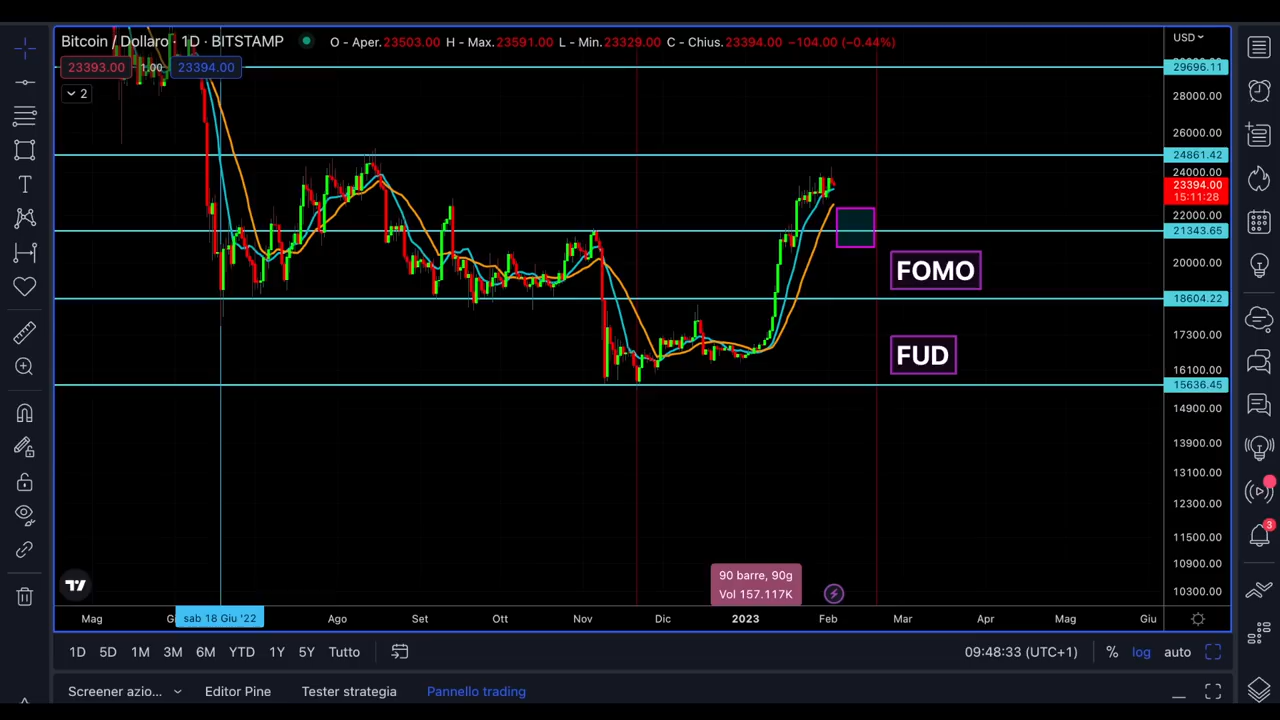 Bitcoin / Dollaro · 1D · BITSTAMP O - Aper.23503.00 H - Max.23591.00 L - Min.23329.00 C - Chius.23394.00 −104.00 (−0.44%)
USD
23393.00 1.00 23394.00
29696.11
2
28000.00
26000.00
24861.42
24000.00
23394.00
15:11:28
22000.00
21343.65
20000.00
FOMO
18604.22
17300.00
FUD
16100.00
15636.45
14900.00
13900.00
13100.00
12300.00
11500.00
10900.00
10300.00
90 barre, 90g
Vol 157.117K
3
Mag sab 18 Giu '22 Ago Set Ott Nov Dic 2023 Feb Mar Apr Mag Giu
1D 5D 1M 3M 6M YTD 1Y 5Y Tutto 09:48:33 (UTC+1) % log auto
Screener azio... Editor Pine Tester strategia Pannello trading